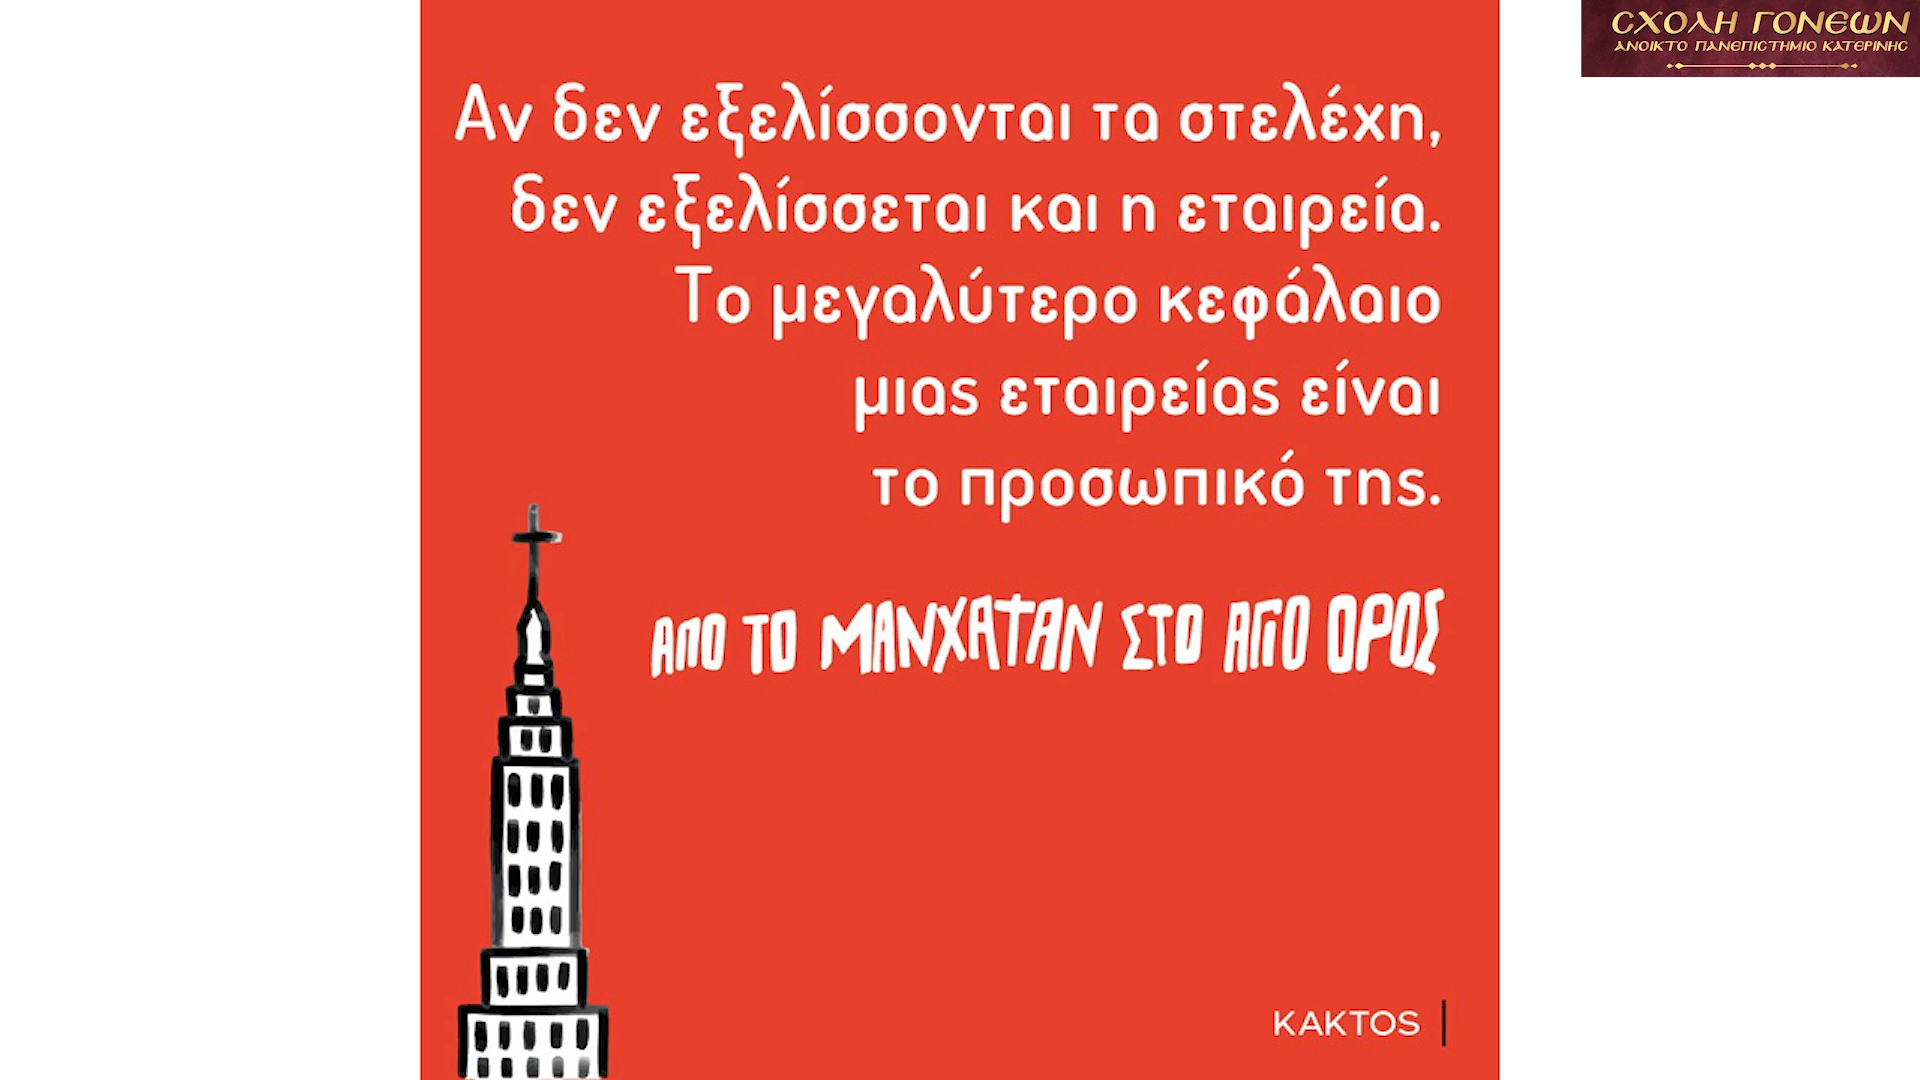 ΣΧΟΛΗ ΓΟΝΕΩΝ
ΑΝΟΙΚΤΟ ΠΑΝΕΠΙΣΤΗΜΙΟ ΚΑΤΕΡΙΝΗΣ
Αν δεν εξελίσσονται τα στελέχη,
δεν εξελίσσεται και η εταιρεία.
Το μεγαλύτερο κεφάλαιο
μιας εταιρείας είναι
το προσωπικό της.
ΑΠΟ ΤΟ ΜΑΝΧΑΤΑΝ ΣΤΟ ΑΓΙΟ ΟΡΟΣ
KAKTOS